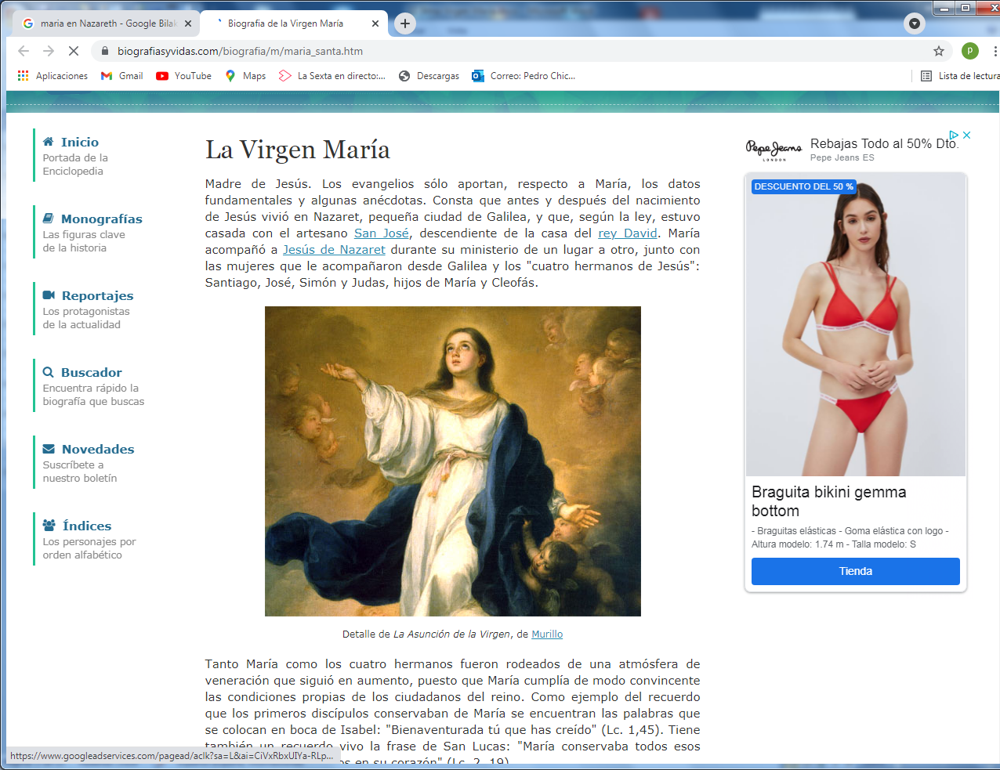 maria en Nazareth - Google Bilak
Biografia de la Virgen María
biografiasyvidas.com/biografia/m/maria_santa.htm
P
Aplicaciones
Gmail
YouTube
Maps
La Sexta en directo:...
Descargas
Correo: Pedro Chic...
Lista de lectura
Inicio
Portada de la
Enciclopedia
Monografías
Las figuras clave
de la historia
Reportajes
Los protagonistas
de la actualidad
Buscador
Encuentra rápido la
biografía que buscas
Novedades
Suscríbete a
nuestro boletín
Índices
Los personajes por
orden alfabético
La Virgen María
Madre de Jesús. Los evangelios sólo aportan, respecto a María, los datos
fundamentales y algunas anécdotas. Consta que antes y después del nacimiento
de Jesús vivió en Nazaret, pequeña ciudad de Galilea, y que, según la ley, estuvo
casada con el artesano San José, descendiente de la casa del rey David. María
acompañó a Jesús de Nazaret durante su ministerio de un lugar a otro, junto con
las mujeres que le acompañaron desde Galilea y los "cuatro hermanos de Jesús":
Santiago, José, Simón y Judas, hijos de María y Cleofás.
Detalle de La Asunción de la Virgen, de Murillo
Tanto María como los cuatro hermanos fueron rodeados de una atmósfera de
veneración que siguió en aumento, puesto que María cumplía de modo convincente
las condiciones propias de los ciudadanos del reino. Como ejemplo del recuerdo
que los primeros discípulos conservaban de María se encuentran las palabras que
se colocan en boca de Isabel: "Bienaventurada tú que has creído" (Lc. 1,45). Tiene
también un recuerdo vivo la frase de San Lucas: "María conservaba todos esos
os en su corazón" (Lc. 2, 19)
https://www.googleadservices.com/pagead/aclk?sa=L&ai=CiVxRbxUIYa-RLp...
Pepe Jeans
LONDON
Rebajas Todo al 50% Dto.
Pepe Jeans ES
DESCUENTO DEL 50 %
Braguita bikini gemma
bottom
- Braguitas elásticas - Goma elástica con logo -
Altura modelo: 1.74 m - Talla modelo: S
Tienda